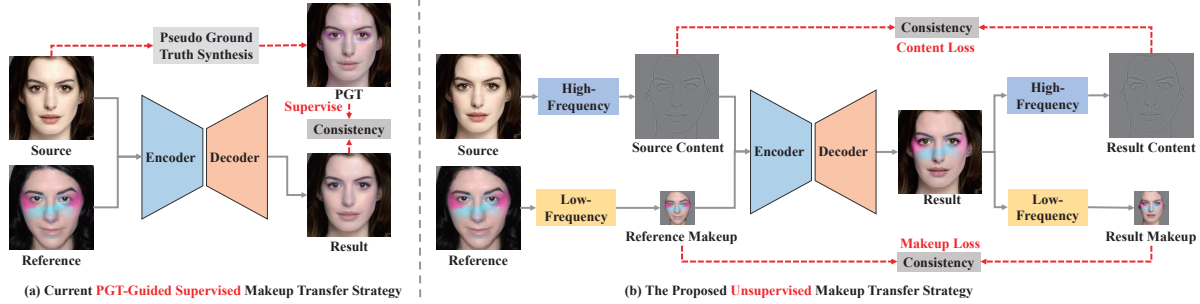 Pseudo Ground
Truth Synthesis
PGT
Supervise
Consistency
Source
Encoder
Decoder
Reference
Result
(a) Current PGT-Guided Supervised Makeup Transfer Strategy
Consistency
Content Loss
High-
Frequency
Source
Source Content
Encoder
Decoder
High-
Frequency
Result Content
Result
Low-
Frequency
Reference
Reference Makeup
Low-
Frequency
Result Makeup
Makeup Loss
Consistency
(b) The Proposed Unsupervised Makeup Transfer Strategy